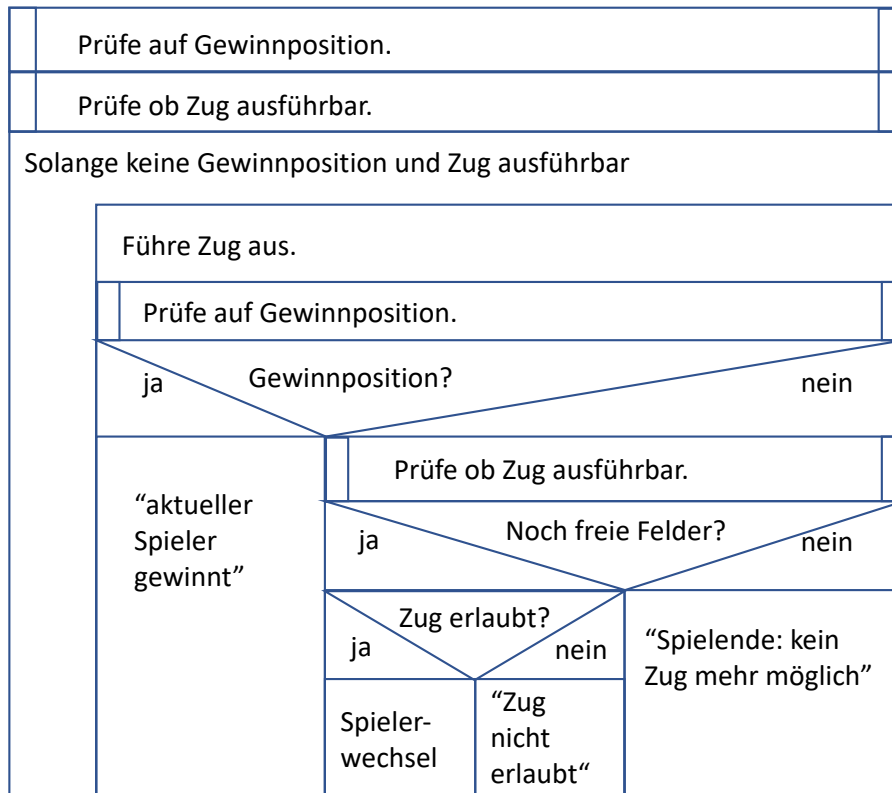 Prüfe auf Gewinnposition.
Prüfe ob Zug ausführbar.
Solange keine Gewinnposition und Zug ausführbar
Führe Zug aus.
Prüfe auf Gewinnposition.
Gewinnposition?
ja
nein
“aktueller
Spieler
gewinnt”
Prüfe ob Zug ausführbar.
Noch freie Felder?
ja
nein
Zug erlaubt?
ja
nein
Spieler-
wechsel
“Zug
nicht
erlaubt“
“Spielende: kein
Zug mehr möglich”